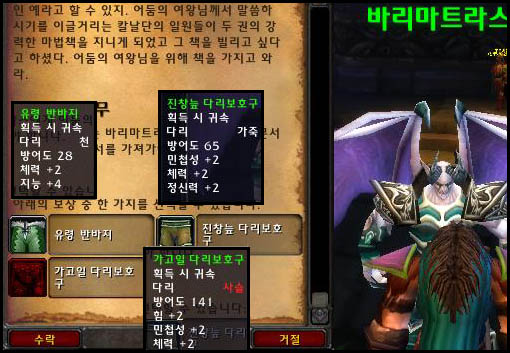 인 예라고 할 수 있지. 어둠의 여왕님께서 말씀하
시기를 이글거리는 칼날단의 일원들이 두 권의 강
력한 마법책을 지니게 되었고 그 책을 빌리고 싶다
고 하셨다. 어둠의 여왕님을 위해 책을 가지고 와
라.
바리마트라스
무
유령 반바지
획득 시 귀속
다리 천
방어도 28
체력 +2
지능 +4
진창늪 다리보호구
획득 시 귀속
다리 가죽
방어도 65
민첩성 +2
체력 +2
정신력 +2
는 바리마트라
서를 가져가
아래의 보상 중 한 가지를 선택할 수 있습니다.
유령 반바지
진창늪 다리보호
구
가고일 다리보호
구
가고일 다리보호구
획득 시 귀속
다리 사슬
방어도 141
힘 +2
민첩성 +2
체력 +2
수락
거절